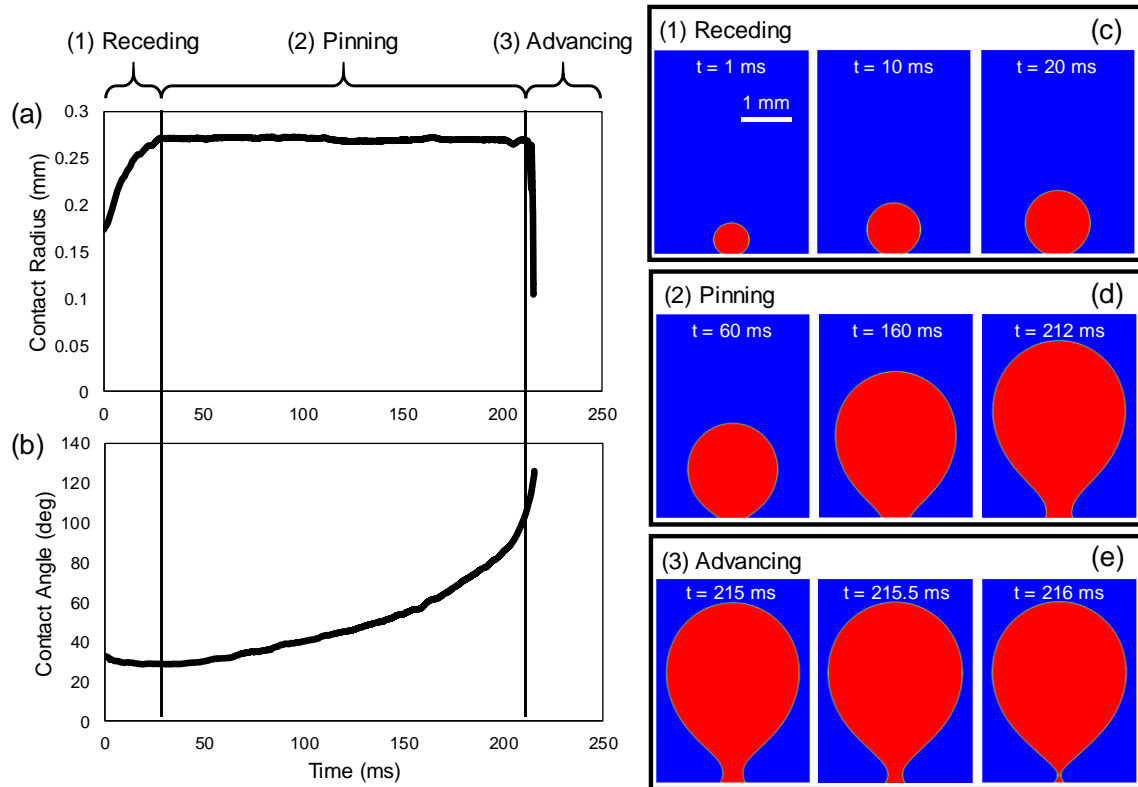 (1) Receding
(2) Pinning
(3) Advancing
(a)
0.3
0.25
0.2
0.15
0.1
0.05
0
Contact Radius (mm)
0 50 100 150 200 250
(b)
140
120
100
80
60
40
20
0
Contact Angle (deg)
0 50 100 150 200 250
Time (ms)
(1) Receding
(c)
t = 1 ms
t = 10 ms
t = 20 ms
1 mm
(2) Pinning
(d)
t = 60 ms
t = 160 ms
t = 212 ms
(3) Advancing
(e)
t = 215 ms
t = 215.5 ms
t = 216 ms